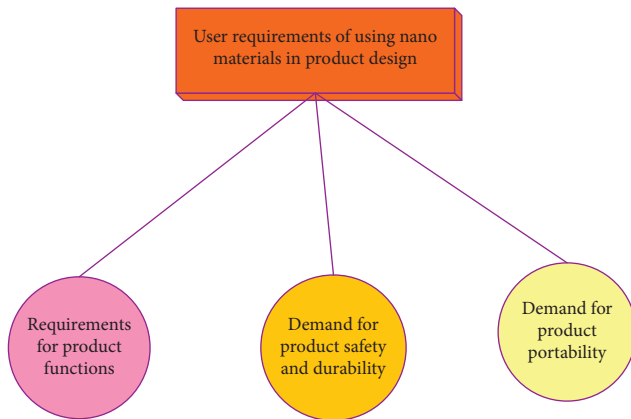 User requirements of using nano
materials in product design
Requirements
for product
functions
Demand for
product safety
and durability
Demand for
product
portability